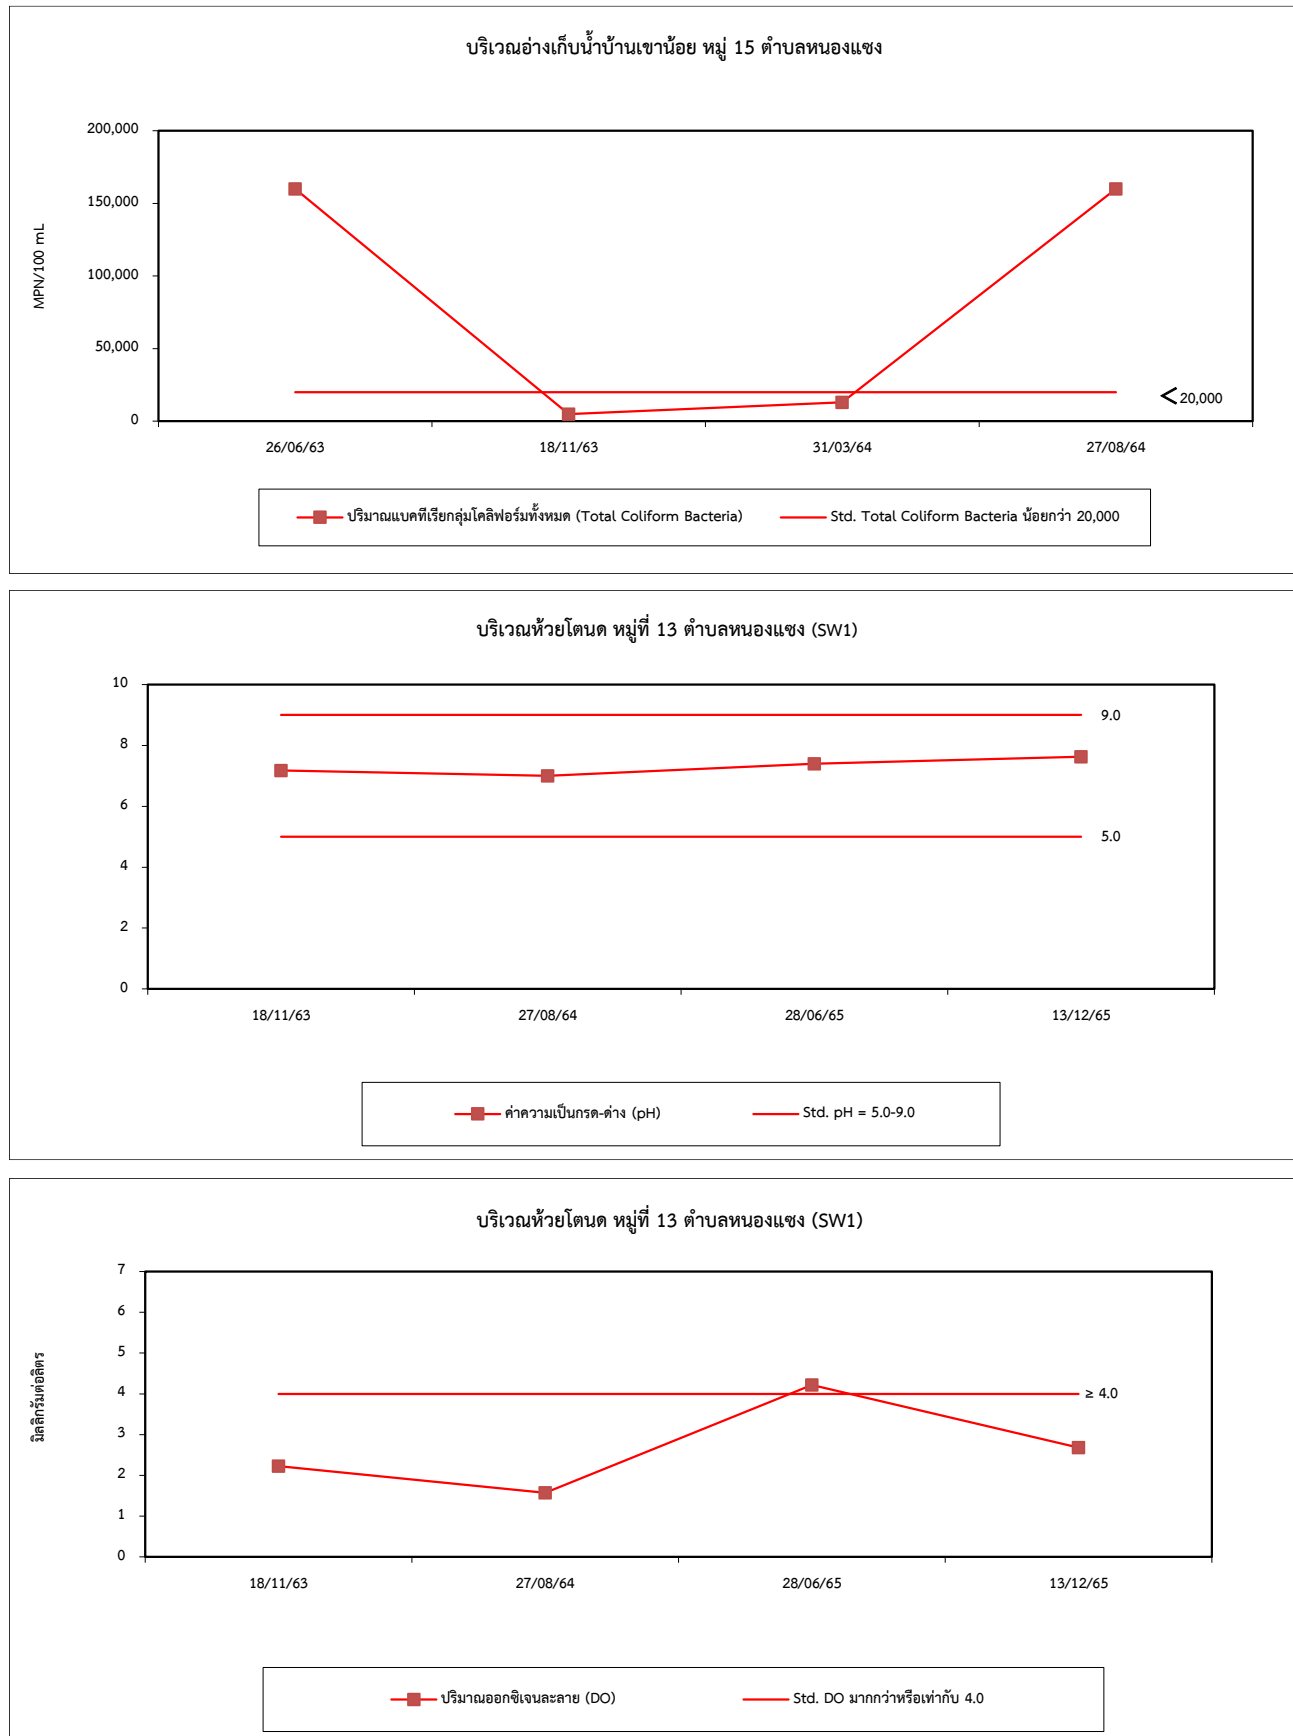 บริเวณอ่างเก็บน้ำบ้านเขาน้อย หมู่ 15 ตำบลหนองแซง
200,000
150,000
100,000
50,000
0
MPN/100 mL
< 20,000
26/06/63 18/11/63 31/03/64 27/08/64
ปริมาณแบคทีเรียกลุ่มโคลิฟอร์มทั้งหมด (Total Coliform Bacteria) Std. Total Coliform Bacteria น้อยกว่า 20,000
บริเวณห้วยโตนด หมู่ที่ 13 ตำบลหนองแซง (SW1)
10
8
6
4
2
0
9.0
5.0
18/11/63 27/08/64 28/06/65 13/12/65
ค่าความเป็นกรด-ด่าง (pH) Std. pH = 5.0-9.0
บริเวณห้วยโตนด หมู่ที่ 13 ตำบลหนองแซง (SW1)
7
6
5
4
3
2
1
0
มิลลิกรัมต่อลิตร
≥ 4.0
18/11/63 27/08/64 28/06/65 13/12/65
ปริมาณออกซิเจนละลาย (DO) Std. DO มากกว่าหรือเท่ากับ 4.0